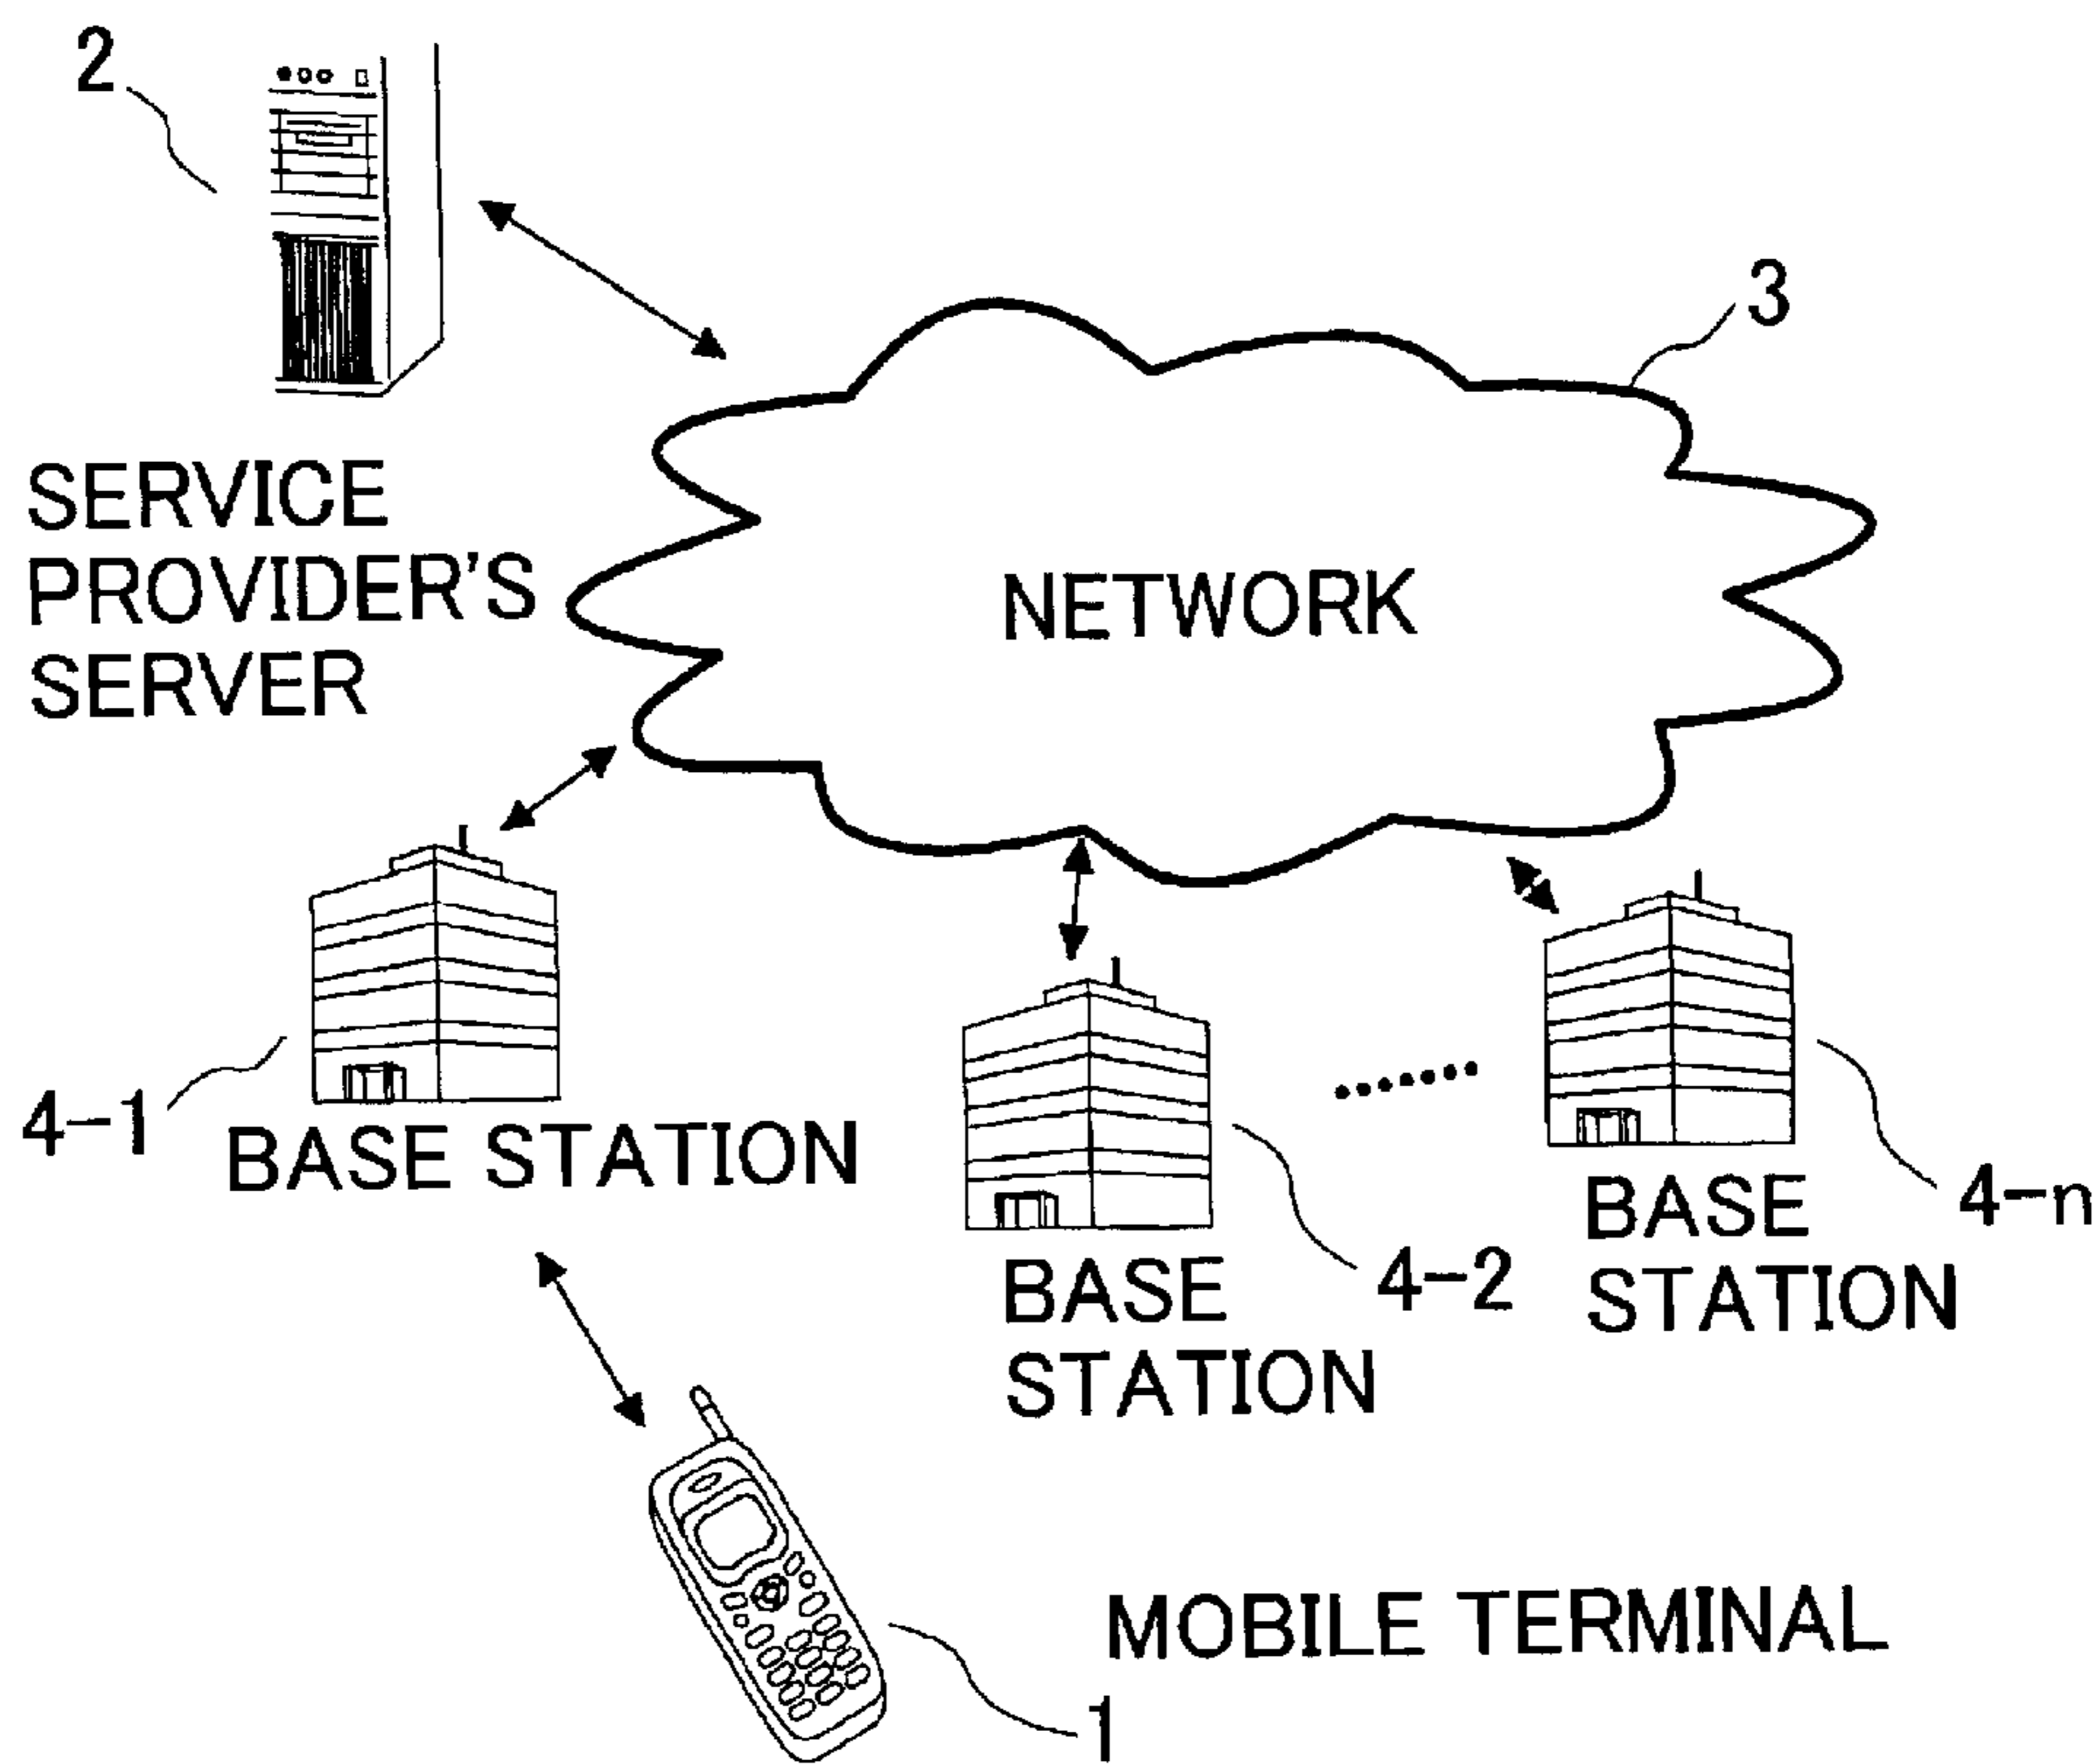 2
3
SERVICE
PROVIDER'S
SERVER
NETWORK
4-1
BASE STATION
BASE
STATION
4-2
BASE
STATION
4-n
MOBILE TERMINAL
1